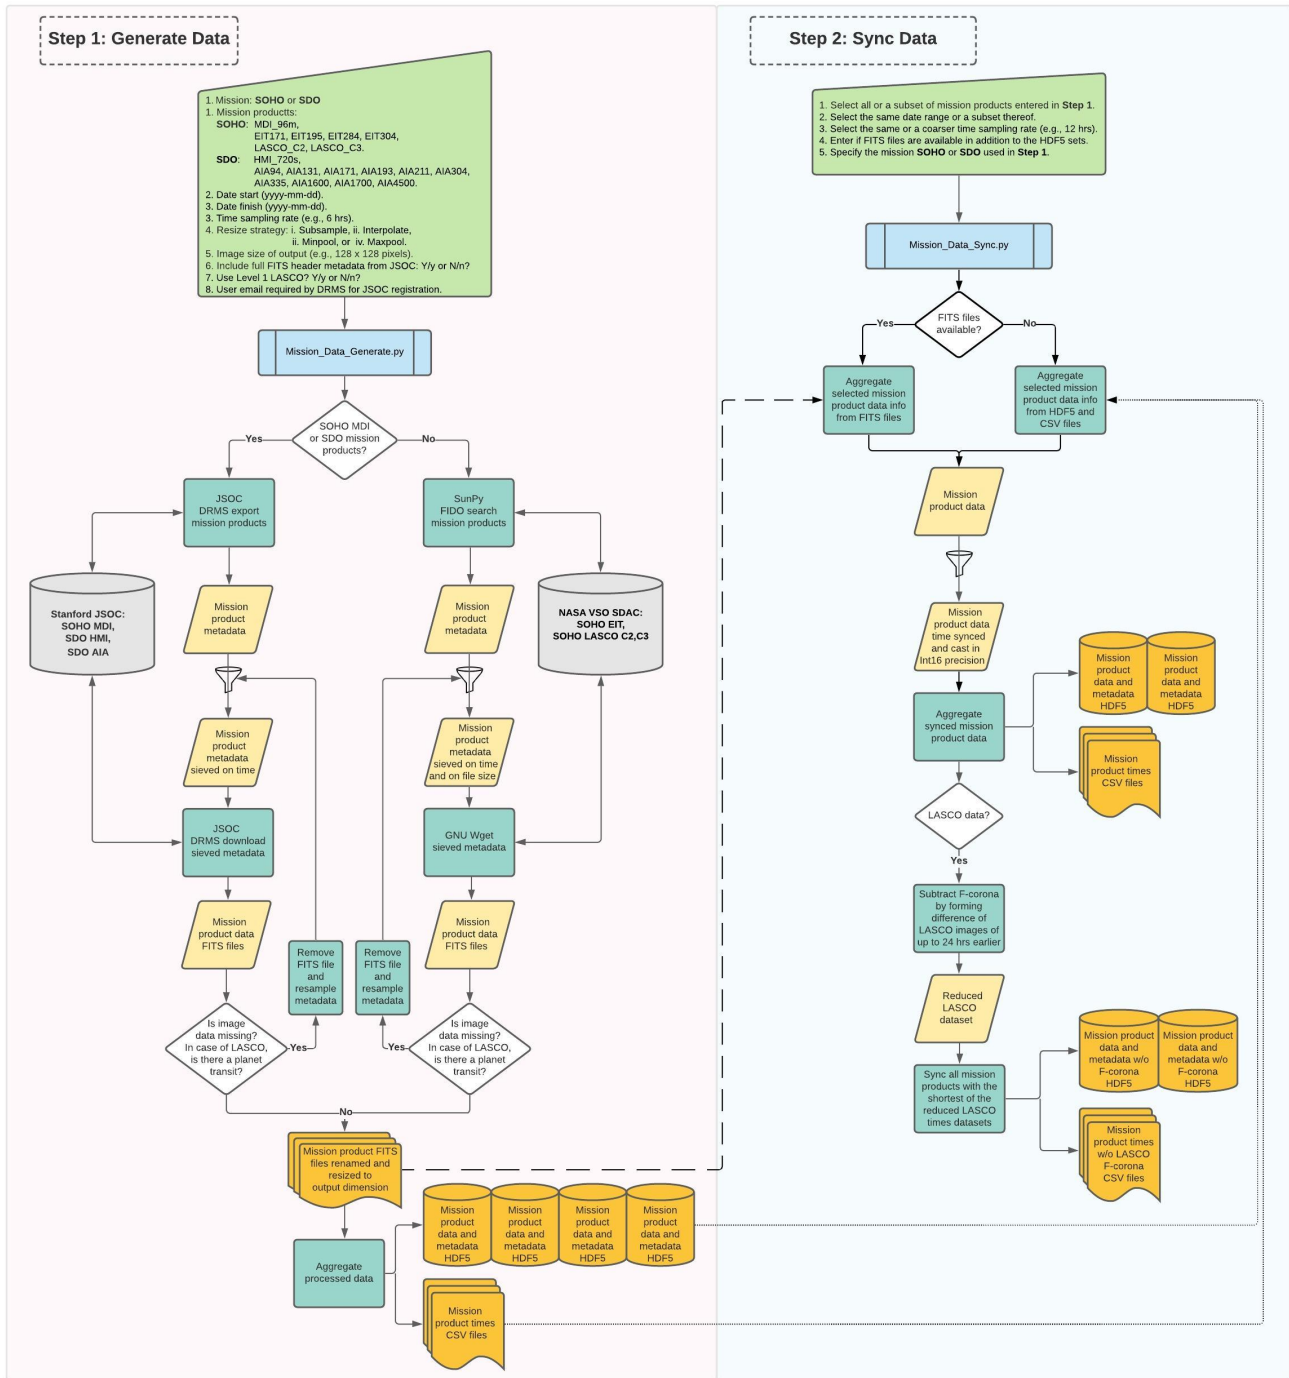 Step 1: Generate Data
1. Mission: SOHO or SDO
1. Mission productts:
SOHO: MDI_96m,
EIT171, EIT195, EIT284, EIT304,
LASCO_C2, LASCO_C3.
SDO: HMI_720s,
AIA94, AIA131, AIA171, AIA193, AIA211, AIA304,
AIA335, AIA1600, AIA1700, AIA4500.
2. Date start (yyyy-mm-dd).
3. Date finish (yyyy-mm-dd).
3. Time sampling rate (e.g., 6 hrs).
4. Resize strategy: i. Subsample, ii. Interpolate,
ii. Minpool, or iv. Maxpool.
5. Image size of output (e.g., 128 x 128 pixels).
6. Include full FITS header metadata from JSOC: Y/y or N/n?
7. Use Level 1 LASCO? Y/y or N/n?
8. User email required by DRMS for JSOC registration.
Mission_Data_Generate.py
SOHO MDI
or SDO mission
products?
Yes
No
JSOC
DRMS export
mission products
SunPy
FIDO search
mission products
Stanford JSOC:
SOHO MDI,
SDO HMI,
SDO AIA
Mission
product
metadata
Mission
product
metadata
NASA VSO SDAC:
SOHO EIT,
SOHO LASCO C2,C3
Mission
product
metadata
sieved on time
Mission
product
metadata
sieved on time
and on file size
JSOC
DRMS download
sieved metadata
GNU Wget
sieved metadata
Mission
product data
FITS files
Remove
FITS file
and
resample
metadata
Remove
FITS file
and
resample
metadata
Mission
product data
FITS files
Is image
data missing?
In case of LASCO,
is there a planet
transit?
Yes
Yes
Is image
data missing?
In case of LASCO,
is there a planet
transit?
No
Mission product FITS
files renamed and
resized to
output dimension
Aggregate
processed data
Mission
product
data and
metadata
HDF5
Mission
product
data and
metadata
HDF5
Mission
product
data and
metadata
HDF5
Mission
product
data and
metadata
HDF5
Mission
product times
CSV files
Step 2: Sync Data
1. Select all or a subset of mission products entered in Step 1.
2. Select the same date range or a subset thereof.
3. Select the same or a coarser time sampling rate (e.g., 12 hrs).
4. Enter if FITS files are available in addition to the HDF5 sets.
5. Specify the mission SOHO or SDO used in Step 1.
Mission_Data_Sync.py
FITS files
available?
Yes
No
Aggregate
selected mission
product data info
from FITS files
Aggregate
selected mission
product data info
from HDF5 and
CSV files
Mission
product data
Mission
product data
time synced
and cast in
Int16 precision
Aggregate
synced mission
product data
Mission
product
data and
metadata
HDF5
Mission
product
data and
metadata
HDF5
Mission
product times
CSV files
LASCO data?
Yes
Subtract F-corona
by forming
difference of
LASCO images of
up to 24 hrs earlier
Reduced
LASCO
dataset
Sync all mission
products with the
shortest of the
reduced LASCO
times datasets
Mission product
data and
metadata w/o
F-corona
HDF5
Mission product
data and
metadata w/o
F-corona
HDF5
Mission
product times
w/o LASCO
F-corona
CSV files